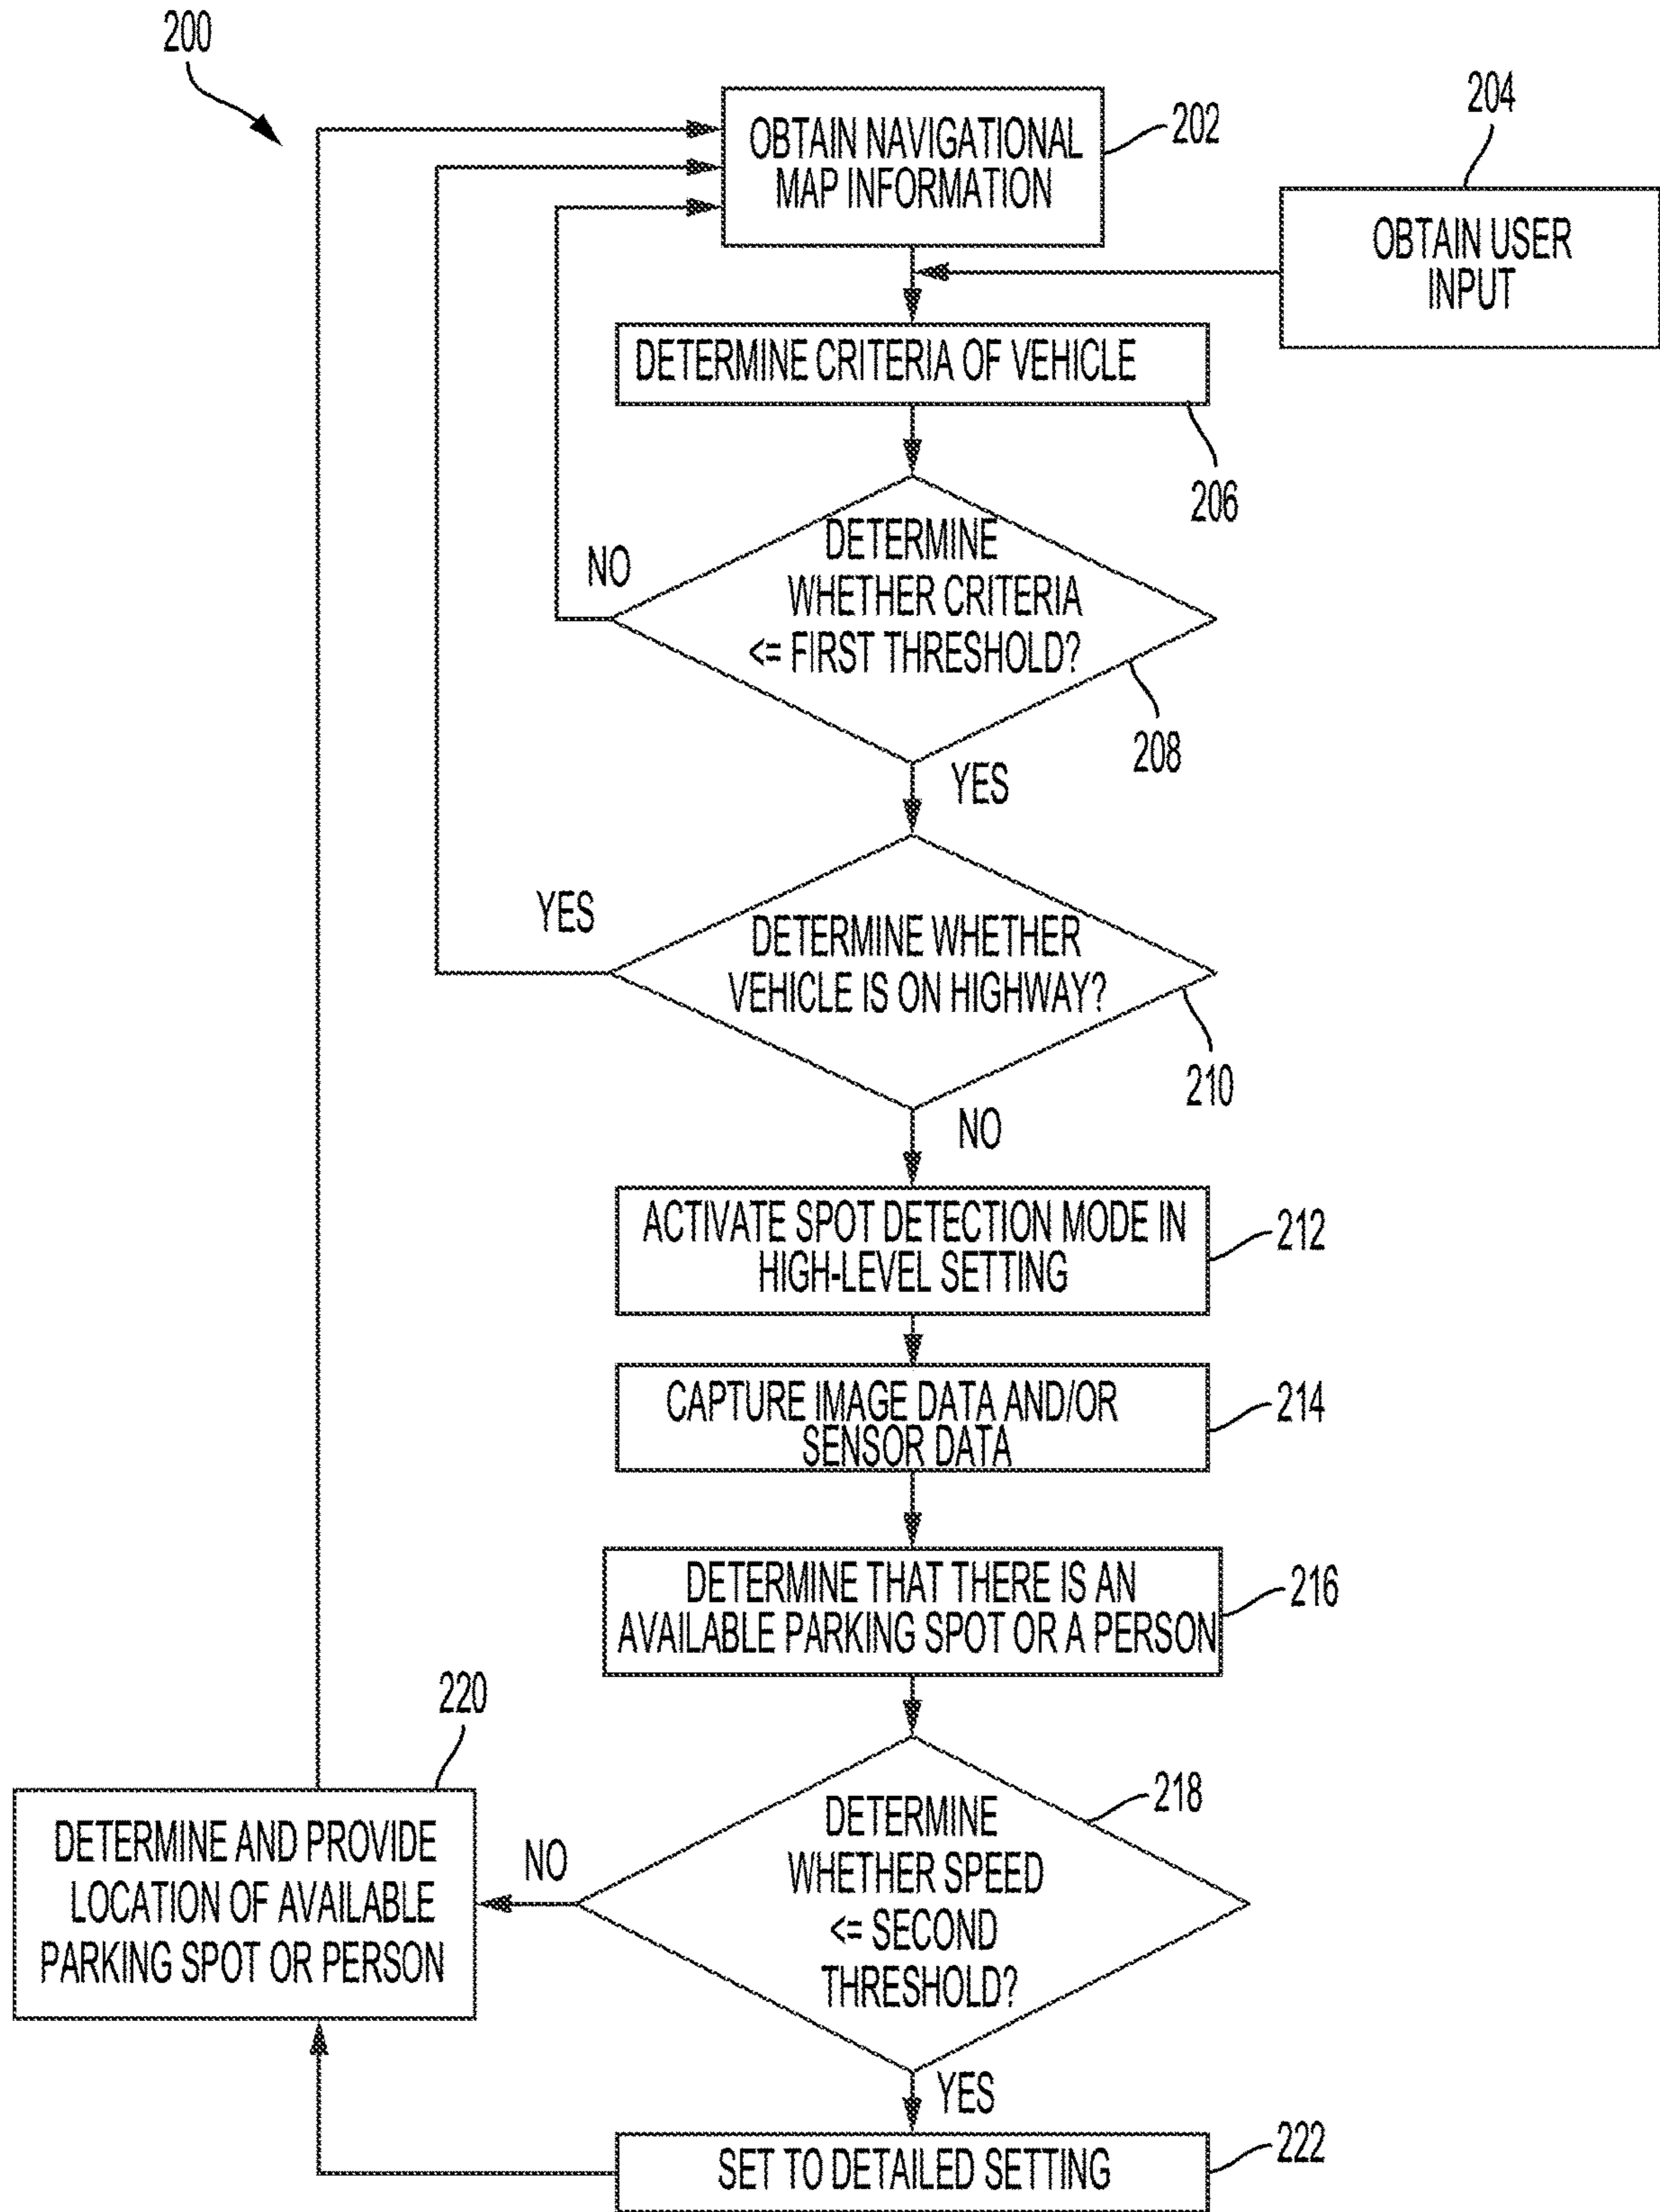 200
OBTAIN NAVIGATIONAL
MAP INFORMATION
202
204
OBTAIN USER
INPUT
DETERMINE CRITERIA OF VEHICLE
206
DETERMINE
WHETHER CRITERIA
<= FIRST THRESHOLD?
NO
208
YES
DETERMINE WHETHER
VEHICLE IS ON HIGHWAY?
YES
210
NO
ACTIVATE SPOT DETECTION MODE IN
HIGH-LEVEL SETTING
212
CAPTURE IMAGE DATA AND/OR
SENSOR DATA
214
DETERMINE THAT THERE IS AN
AVAILABLE PARKING SPOT OR A PERSON
216
DETERMINE
WHETHER SPEED
<= SECOND
THRESHOLD?
218
NO
220
DETERMINE AND PROVIDE
LOCATION OF AVAILABLE
PARKING SPOT OR PERSON
YES
SET TO DETAILED SETTING
222